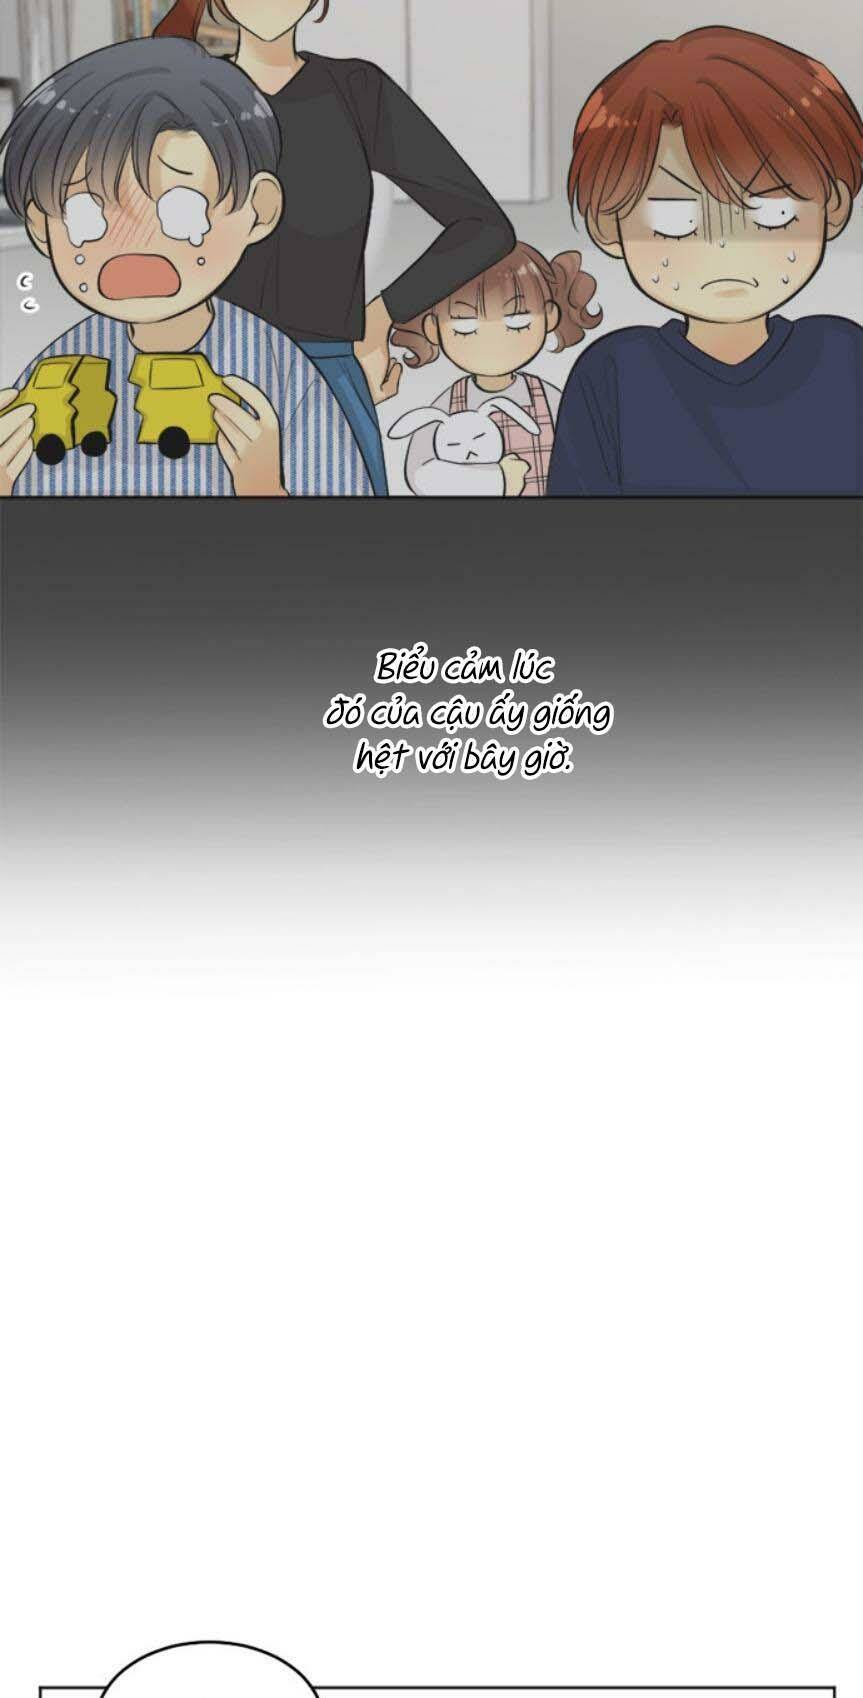 Biểu cảm lúc
đó của cậu ấy giống
hệt với bây giờ.